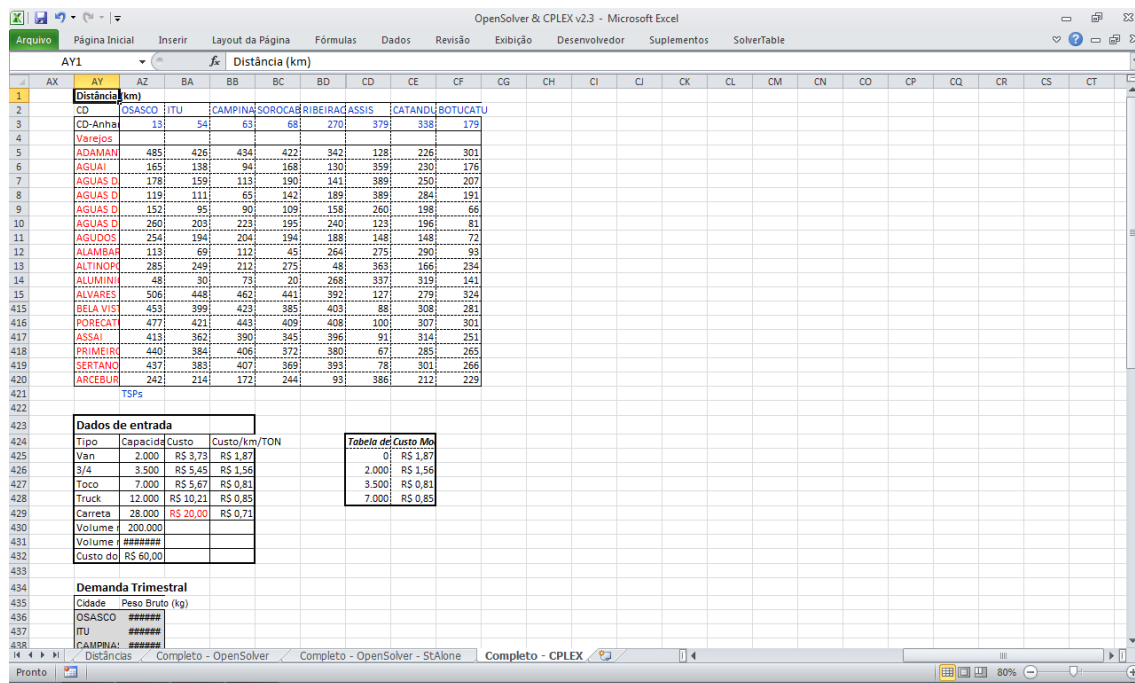 OpenSolver & CPLEX v2.3 - Microsoft Excel
Arquivo Página Inicial Inserir Layout da Página Fórmulas Dados Revisão Exibição Desenvolvedor Suplementos SolverTable
AY1 fx Distância (km)
AX AY AZ BA BB BC BD CD CE CF CG CH CI CJ CK CL CM CN CO CP CQ CR CS CT
1 Distância (km)
2 CD OSASCO ITU CAMPINA SOROCAB RIBEIRAO ASSIS CATANDU BOTUCATU
3 CD-Anha 13 54 63 68 270 379 338 179
4 Varejos
5 ADAMAN 485 426 434 422 342 128 226 301
6 AGUAI 165 138 94 168 130 359 230 176
7 AGUAS D 178 159 113 190 141 389 250 207
8 AGUAS D 119 111 65 142 189 389 284 191
9 AGUAS D 152 95 90 109 158 260 198 66
10 AGUAS D 260 203 223 195 240 123 196 81
11 AGUDOS 254 194 204 194 188 148 148 72
12 ALAMBAR 113 69 112 45 264 275 290 93
13 ALTINOPO 285 249 212 275 48 363 166 234
14 ALUMINI 48 30 73 20 268 337 319 141
15 ALVARES 506 448 462 441 392 127 279 324
415 BELA VIST 453 399 423 385 403 88 308 281
416 PORECATU 477 421 443 409 408 100 307 301
417 ASSAI 413 362 390 345 396 91 314 251
418 PRIMEIRO 440 384 406 372 380 67 285 265
419 SERTANO 437 383 407 369 393 78 301 266
420 ARCEBUR 242 214 172 244 93 386 212 229
421 TSPs
422
423 Dados de entrada
424 Tipo Capacida Custo Custo/km/TON Tabela de Custo Mo
425 Van 2.000 R$ 3,73 R$ 1,87 0 R$ 1,87
426 3/4 3.500 R$ 5,45 R$ 1,56 2.000 R$ 1,56
427 Toco 7.000 R$ 5,67 R$ 0,81 3.500 R$ 0,81
428 Truck 12.000 R$ 10,21 R$ 0,85 7.000 R$ 0,85
429 Carreta 28.000 R$ 20,00 R$ 0,71
430 Volume r 200.000
431 Volume r #######
432 Custo do R$ 60,00
433
434 Demanda Trimestral
435 Cidade Peso Bruto (kg)
436 OSASCO ######
437 ITU ######
438 CAMPINAS ######
Distâncias Completo - OpenSolver Completo - OpenSolver - StAlone Completo - CPLEX
Pronto 80%